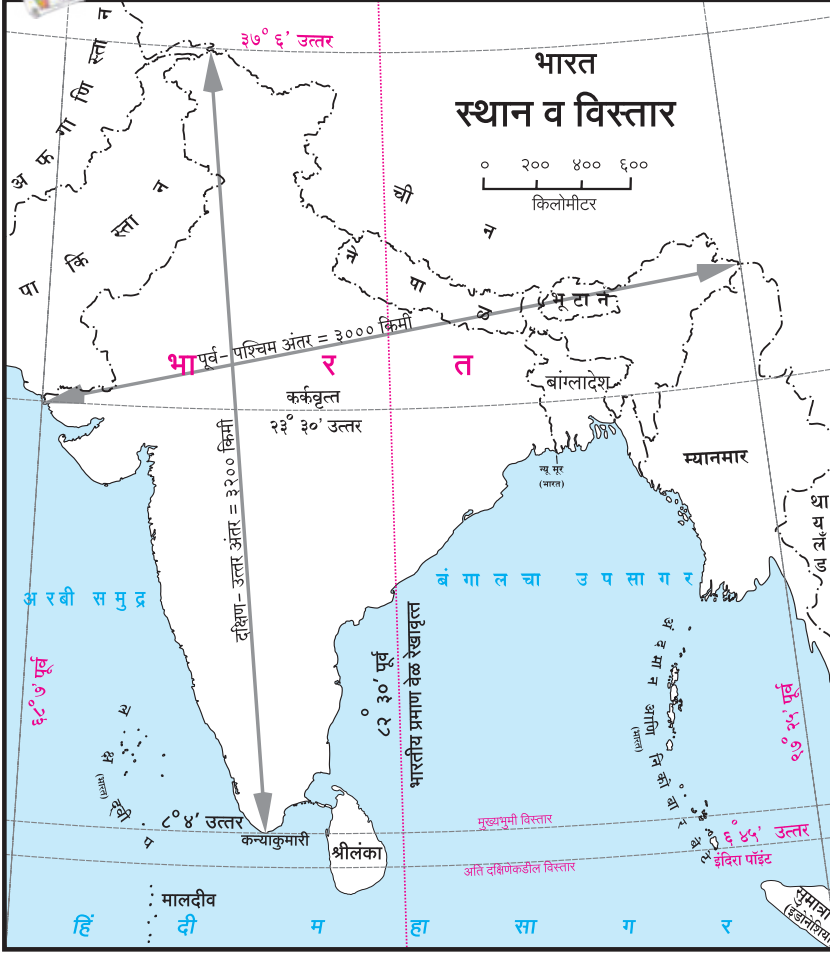 ३७° ६' उत्तर
भारत
स्थान व विस्तार
० २०० ४०० ६००
किलोमीटर
अफगाणिस्तान
पाकिस्तान
चीन
नेपाळ
भूटान
पूर्व- पश्चिम अंतर = ३००० किमी
भारत
बांग्लादेश
कर्कवृत्त
२३° ३०' उत्तर
दक्षिण- उत्तर अंतर = ३२०० किमी
म्यानमार
न्यू मूर
(भारत)
थायलँड
अरबी समुद्र
बंगालचा उपसागर
६८° ७' पूर्व
८२° ३०' पूर्व
भारतीय प्रमाण वेळ रेखावृत्त
अंदमान आणि निकोबार बेटे
(भारत)
९७° २५' पूर्व
लक्षद्वीप
(भारत)
८° ४' उत्तर
कन्याकुमारी
श्रीलंका
मुख्यभुमी विस्तार
६° ४५' उत्तर
इंदिरा पॉइंट
अति दक्षिणेकडील विस्तार
मालदीव
सुमात्रा
(इंडोनेशिया)
हिंदी महासागर